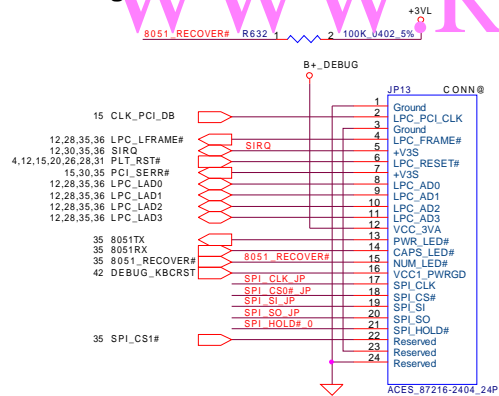 WWW.K
+3VL
8051_RECOVER# R632 1 2 100K_0402_5%
B+_DEBUG
JP13 CONN@
1 Ground
15 CLK_PCI_DB 2 LPC_PCI_CLK
3 Ground
12,28,35,36 LPC_LFRAME# 4 LPC_FRAME#
12,30,35,36 SIRQ SIRQ 5 +V3S
4,12,15,20,26,28,31 PLT_RST# 6 LPC_RESET#
15,30,35 PCI_SERR# 7 +V3S
12,28,35,36 LPC_LAD0 8 LPC_AD0
12,28,35,36 LPC_LAD1 9 LPC_AD1
12,28,35,36 LPC_LAD2 10 LPC_AD2
12,28,35,36 LPC_LAD3 11 LPC_AD3
12 VCC_3VA
35 8051TX 13 PWR_LED#
35 8051RX 14 CAPS_LED#
35 8051_RECOVER# 8051_RECOVER# 15 NUM_LED#
42 DEBUG_KBCRST 16 VCC1_PWRGD
SPI_CLK_JP 17 SPI_CLK
SPI_CS0#_JP 18 SPI_CS#
SPI_SI_JP 19 SPI_SI
SPI_SO_JP 20 SPI_SO
SPI_HOLD#_0 21 SPI_HOLD#
35 SPI_CS1# 22 Reserved
23 Reserved
24 Reserved
ACES_87216-2404_24P